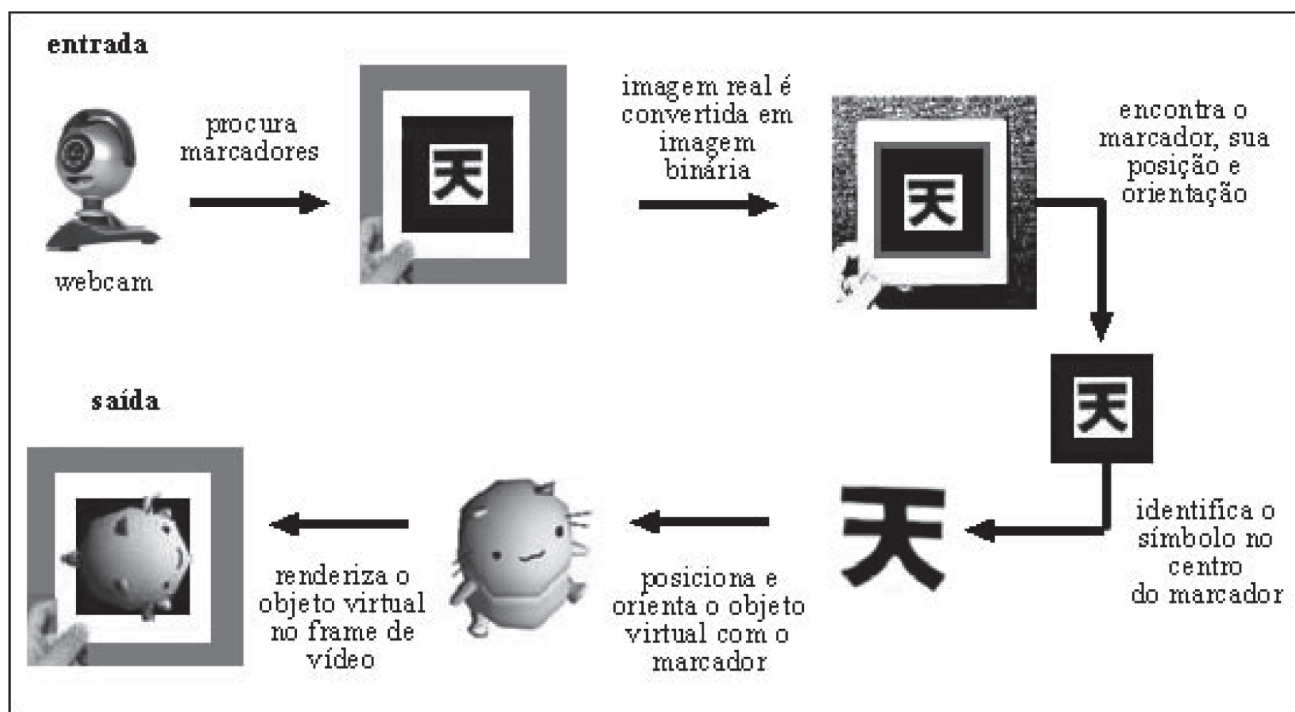 entrada
webcam
procura
marcadores
天
imagem real é
convertida em
imagem
binária
天
encontra o
marcador, sua
posição e
orientação
天
identifica o
símbolo no
centro
do marcador
天
posiciona e
orienta o objeto
virtual com o
marcador
renderiza o
objeto virtual
no frame de
vídeo
saída